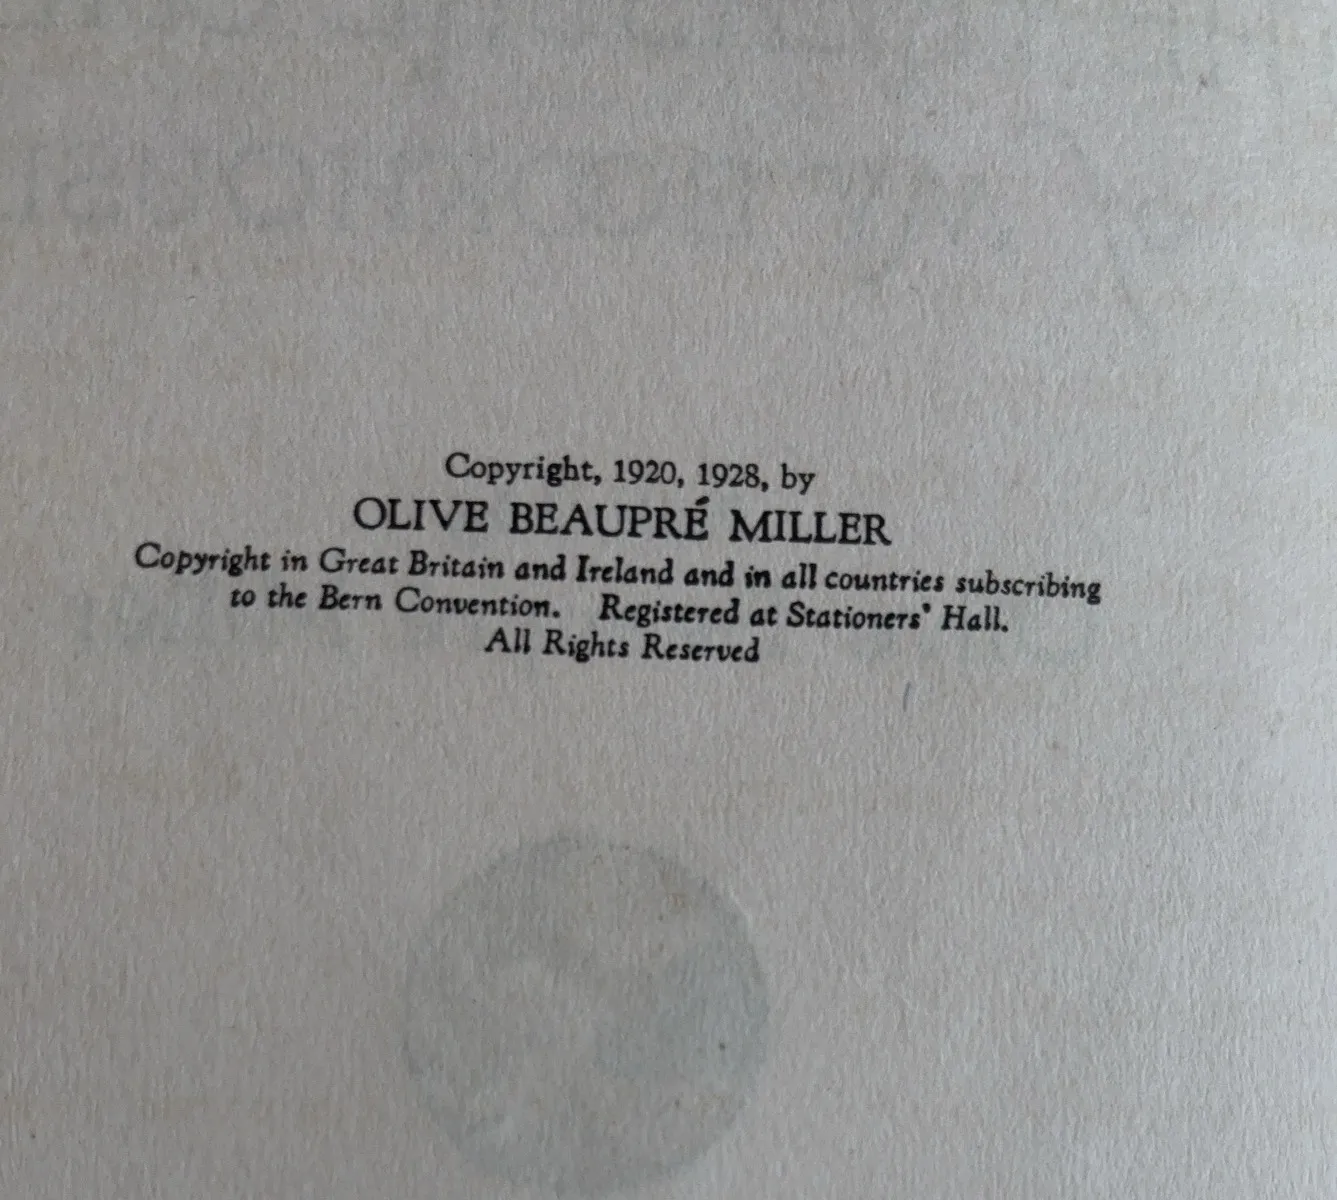 Copyright, 1920, 1928, by
OLIVE BEAUPRÉ MILLER
Copyright in Great Britain and Ireland and in all countries subscribing
to the Bern Convention. Registered at Stationers' Hall.
All Rights Reserved